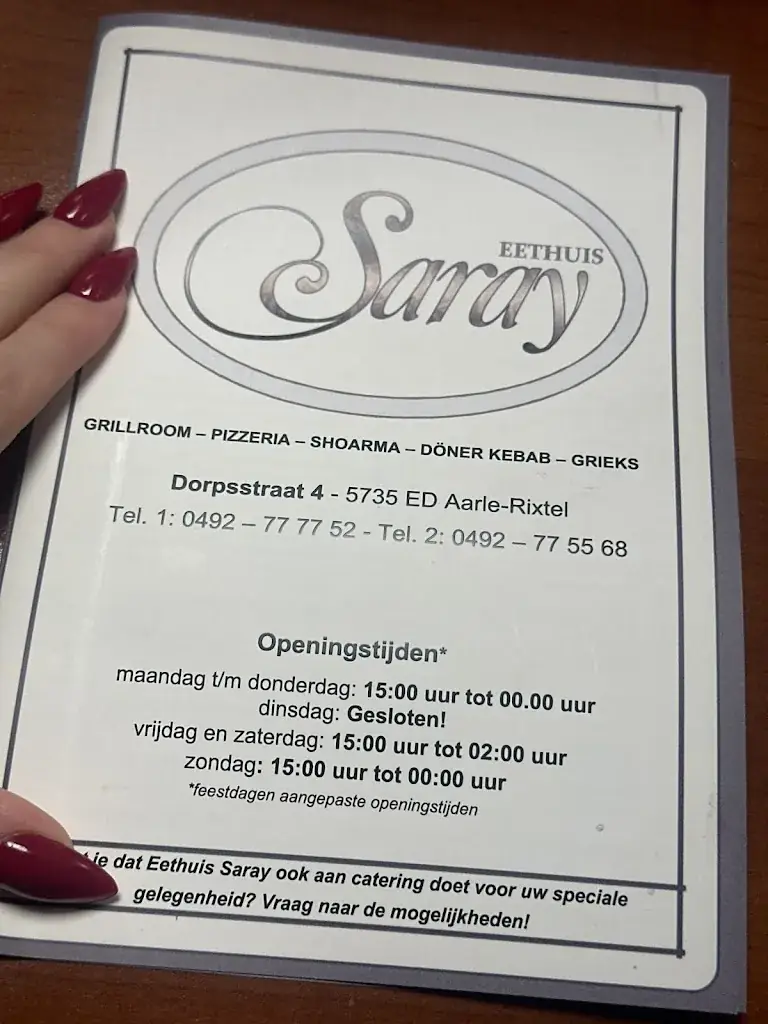 EETHUIS
Saray
GRILLROOM – PIZZERIA – SHOARMA – DÖNER KEBAB – GRIEKS
Dorpsstraat 4 - 5735 ED Aarle-Rixtel
Tel. 1: 0492 – 77 77 52 - Tel. 2: 0492 – 77 55 68
Openingstijden*
maandag t/m donderdag: 15:00 uur tot 00.00 uur
dinsdag: Gesloten!
vrijdag en zaterdag: 15:00 uur tot 02:00 uur
zondag: 15:00 uur tot 00:00 uur
*feestdagen aangepaste openingstijden
je dat Eethuis Saray ook aan catering doet voor uw speciale
gelegenheid? Vraag naar de mogelijkheden!